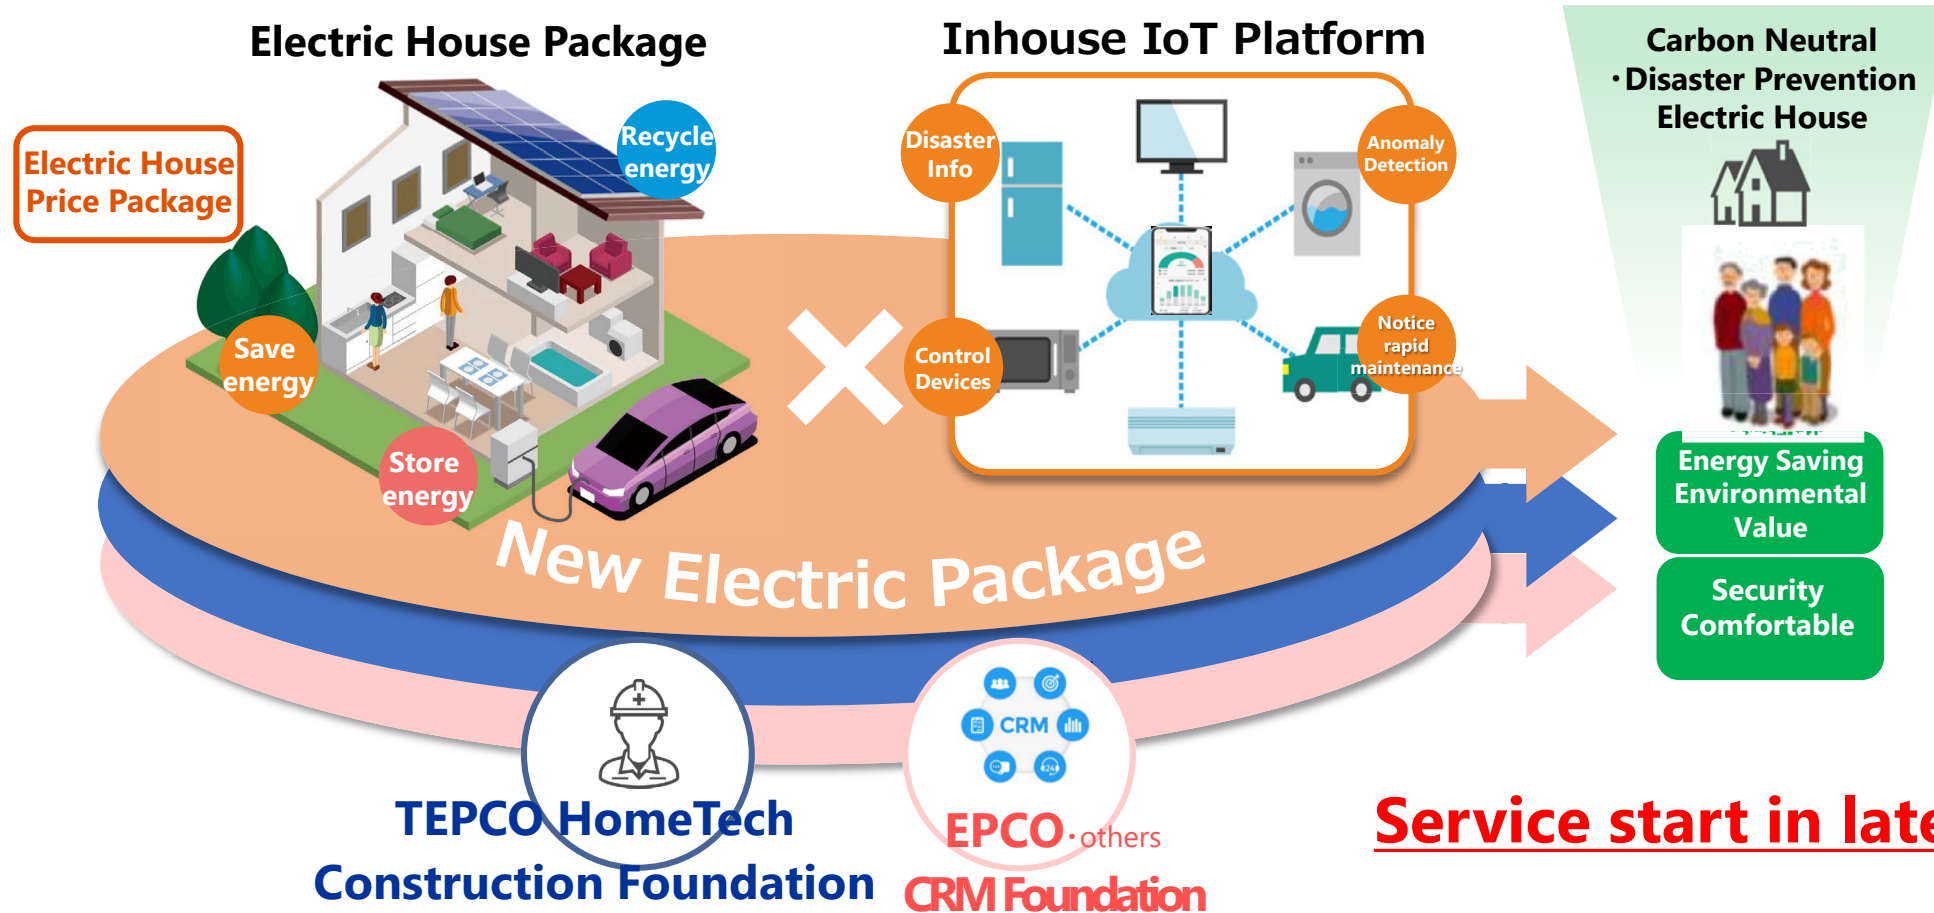 Electric House Package
Inhouse IoT Platform
Carbon Neutral
・Disaster Prevention
Electric House
Electric House
Price Package
Recycle
energy
Save
energy
Store
energy
Disaster
Info
Anomaly
Detection
Control
Devices
Notice
rapid
maintenance
New Electric Package
Energy Saving
Environmental
Value
Security
Comfortable
CRM
24
TEPCO HomeTech
Construction Foundation
EPCO・others
CRM Foundation
Service start in late